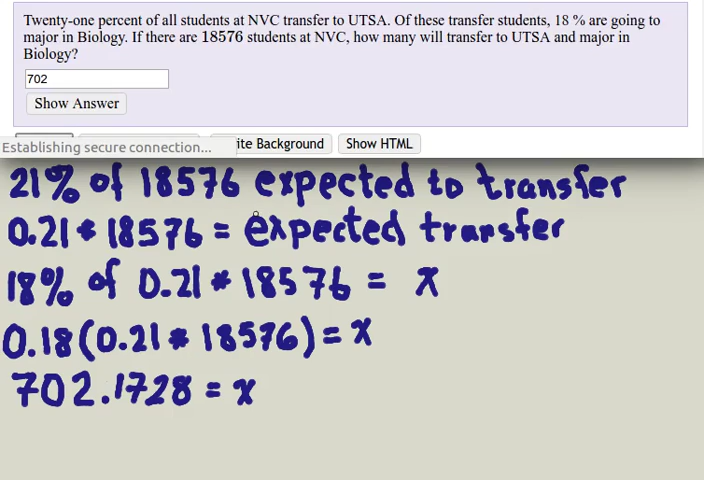 Twenty-one percent of all students at NVC transfer to UTSA. Of these transfer students, 18 % are going to
major in Biology. If there are 18576 students at NVC, how many will transfer to UTSA and major in
Biology?
702
Show Answer
Establishing secure connection...
ite Background
Show HTML
21% of 18576 expected to transfer
0.21 * 18576 = expected transfer
18% of 0.21 * 18576 = x
0.18(0.21 * 18576) = x
702.1728 = x